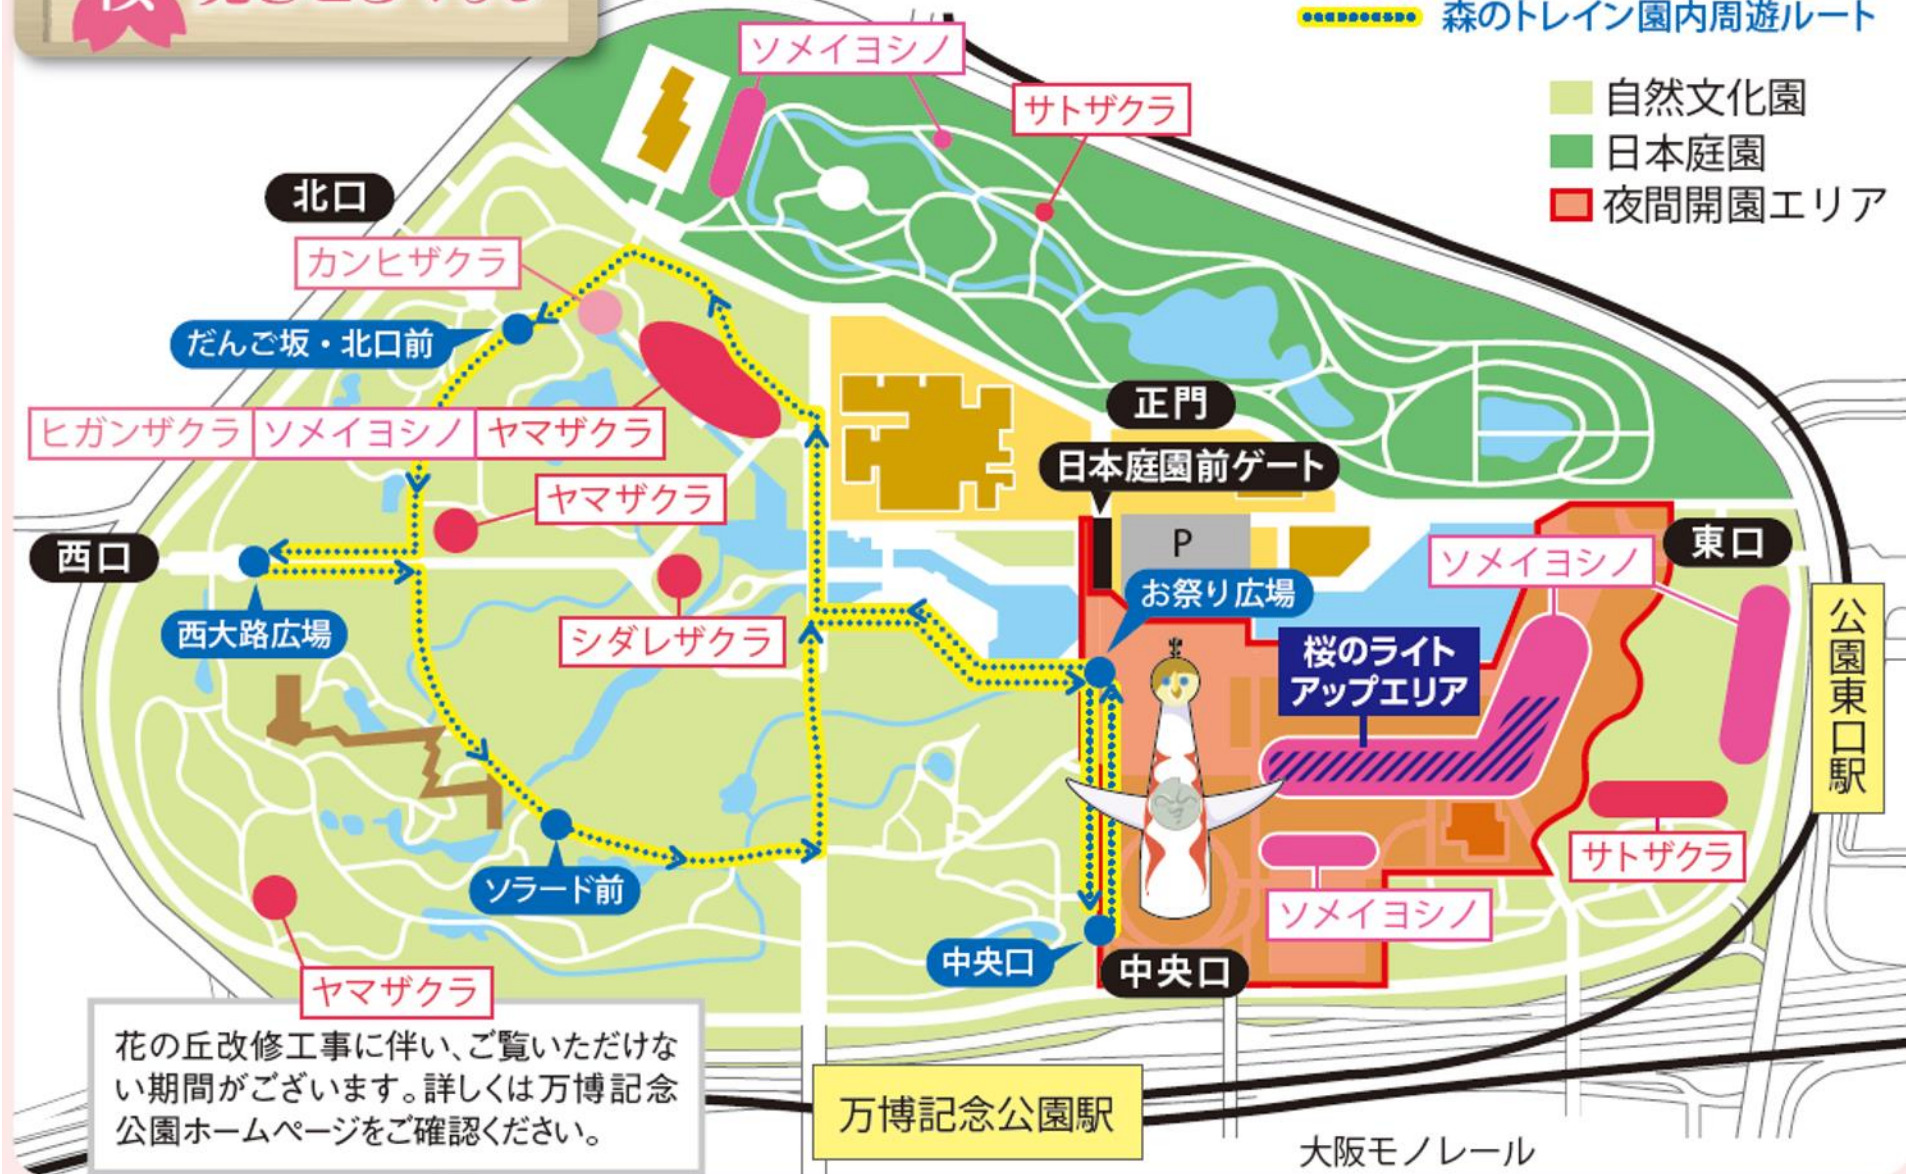 桜
森のトレイン園内周遊ルート
自然文化園
日本庭園
夜間開園エリア
ソメイヨシノ
サトザクラ
北口
カンヒザクラ
だんご坂・北口前
ヒガンザクラ
ソメイヨシノ
ヤマザクラ
正門
日本庭園前ゲート
ヤマザクラ
P
東口
ソメイヨシノ
西口
お祭り広場
西大路広場
シダレザクラ
桜のライト
アップエリア
公園東口駅
サトザクラ
ソラード前
ソメイヨシノ
中央口
中央口
ヤマザクラ
花の丘改修工事に伴い、ご覧いただけな
い期間がございます。詳しくは万博記念
公園ホームページをご確認ください。
万博記念公園駅
大阪モノレール